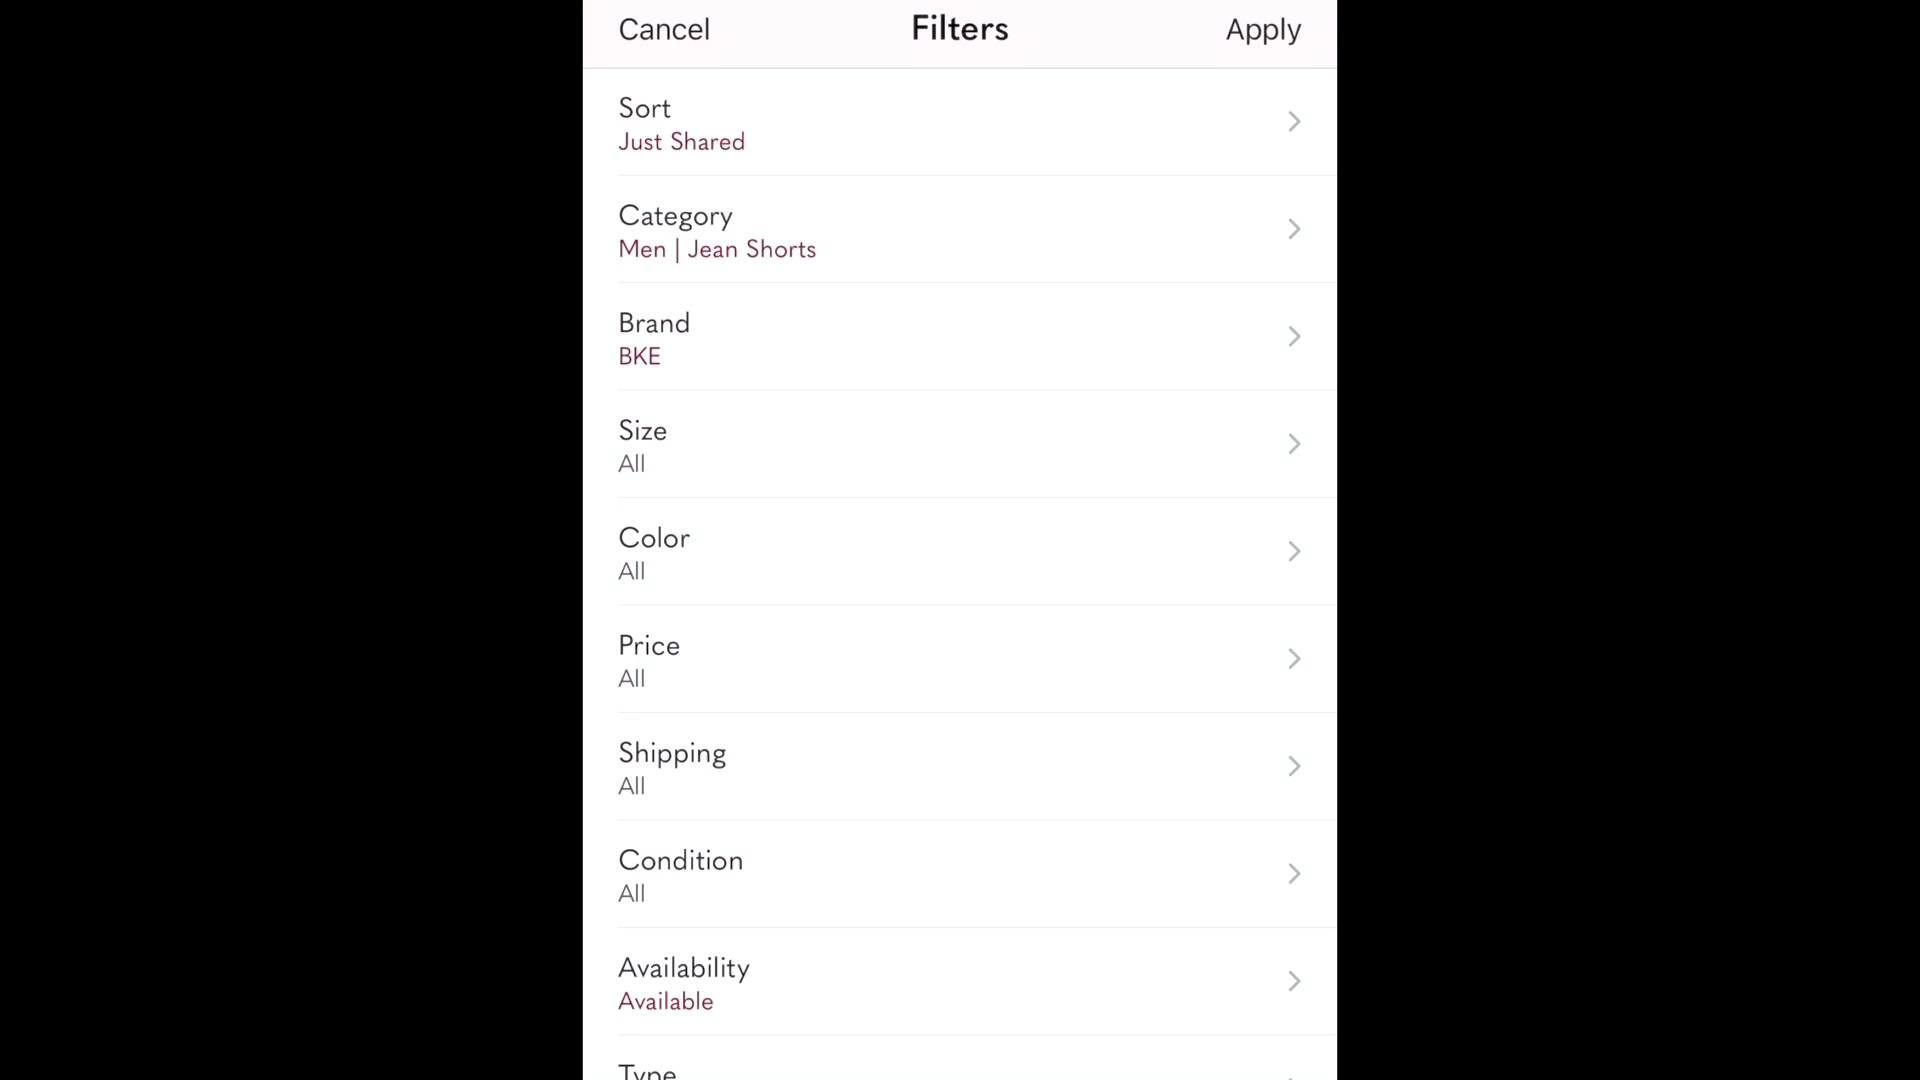 Cancel
Filters
Apply
Sort
Just Shared
Category
Men | Jean Shorts
Brand
BKE
Size
All
Color
All
Price
All
Shipping
All
Condition
All
Availability
Available
Type